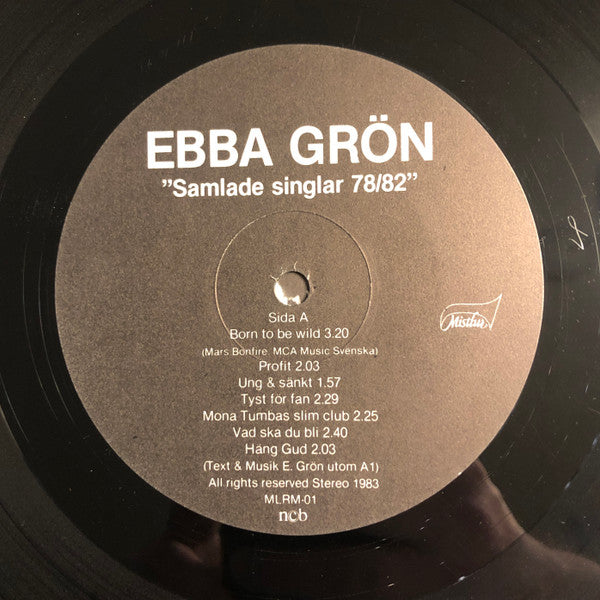 EBBA GRÖN
"Samlade singlar 78/82"
Sida A
Born to be wild 3.20
(Mars Bonfire, MCA Music Svenska)
Profit 2.03
Ung & sänkt 1.57
Tyst för fan 2.29
Mona Tumbas slim club 2.25
Vad ska du bli 2.40
Häng Gud 2.03
(Text & Musik E. Grön utom A1)
All rights reserved Stereo 1983
MLRM-01
ncb
Mistlur